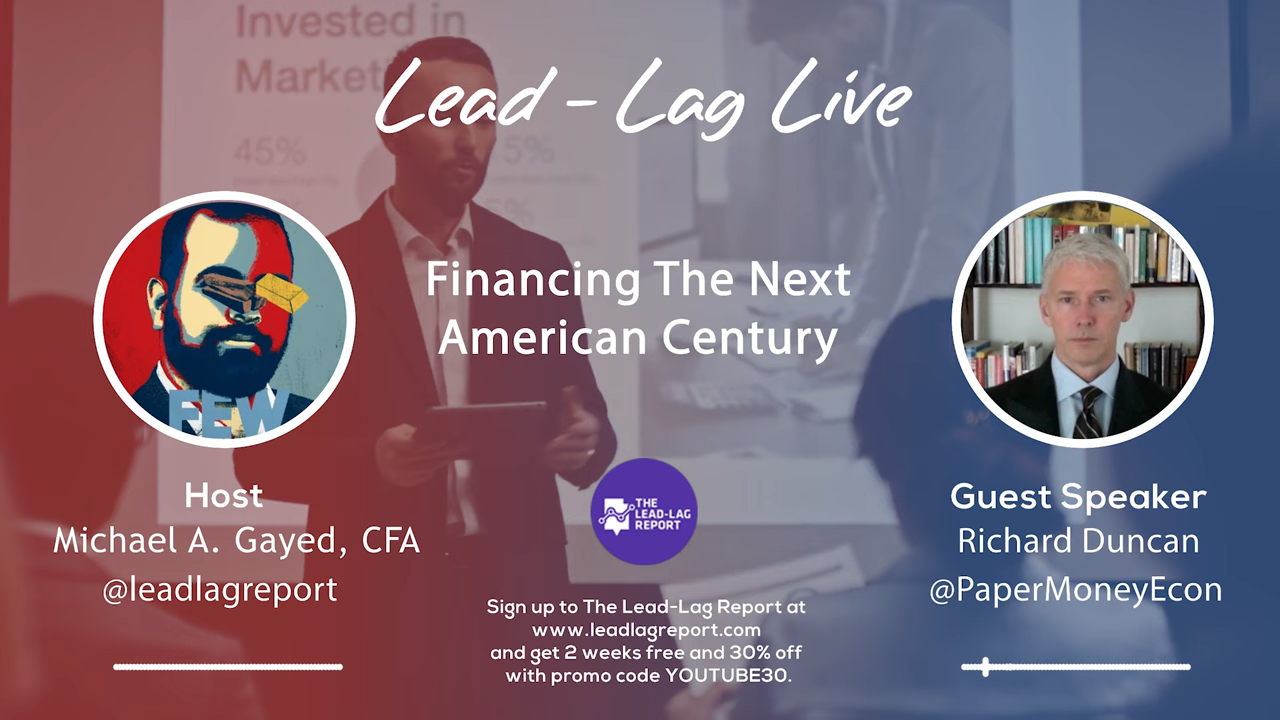 Invested in
Market
45%
5%
5%
Lead - Lag Live
Financing The Next
American Century
FEW
Host
Michael A. Gayed, CFA
@leadlagreport
THE
LEAD-LAG
REPORT
Guest Speaker
Richard Duncan
@PaperMoneyEcon
Sign up to The Lead-Lag Report at
www.leadlagreport.com
and get 2 weeks free and 30% off
with promo code YOUTUBE30.